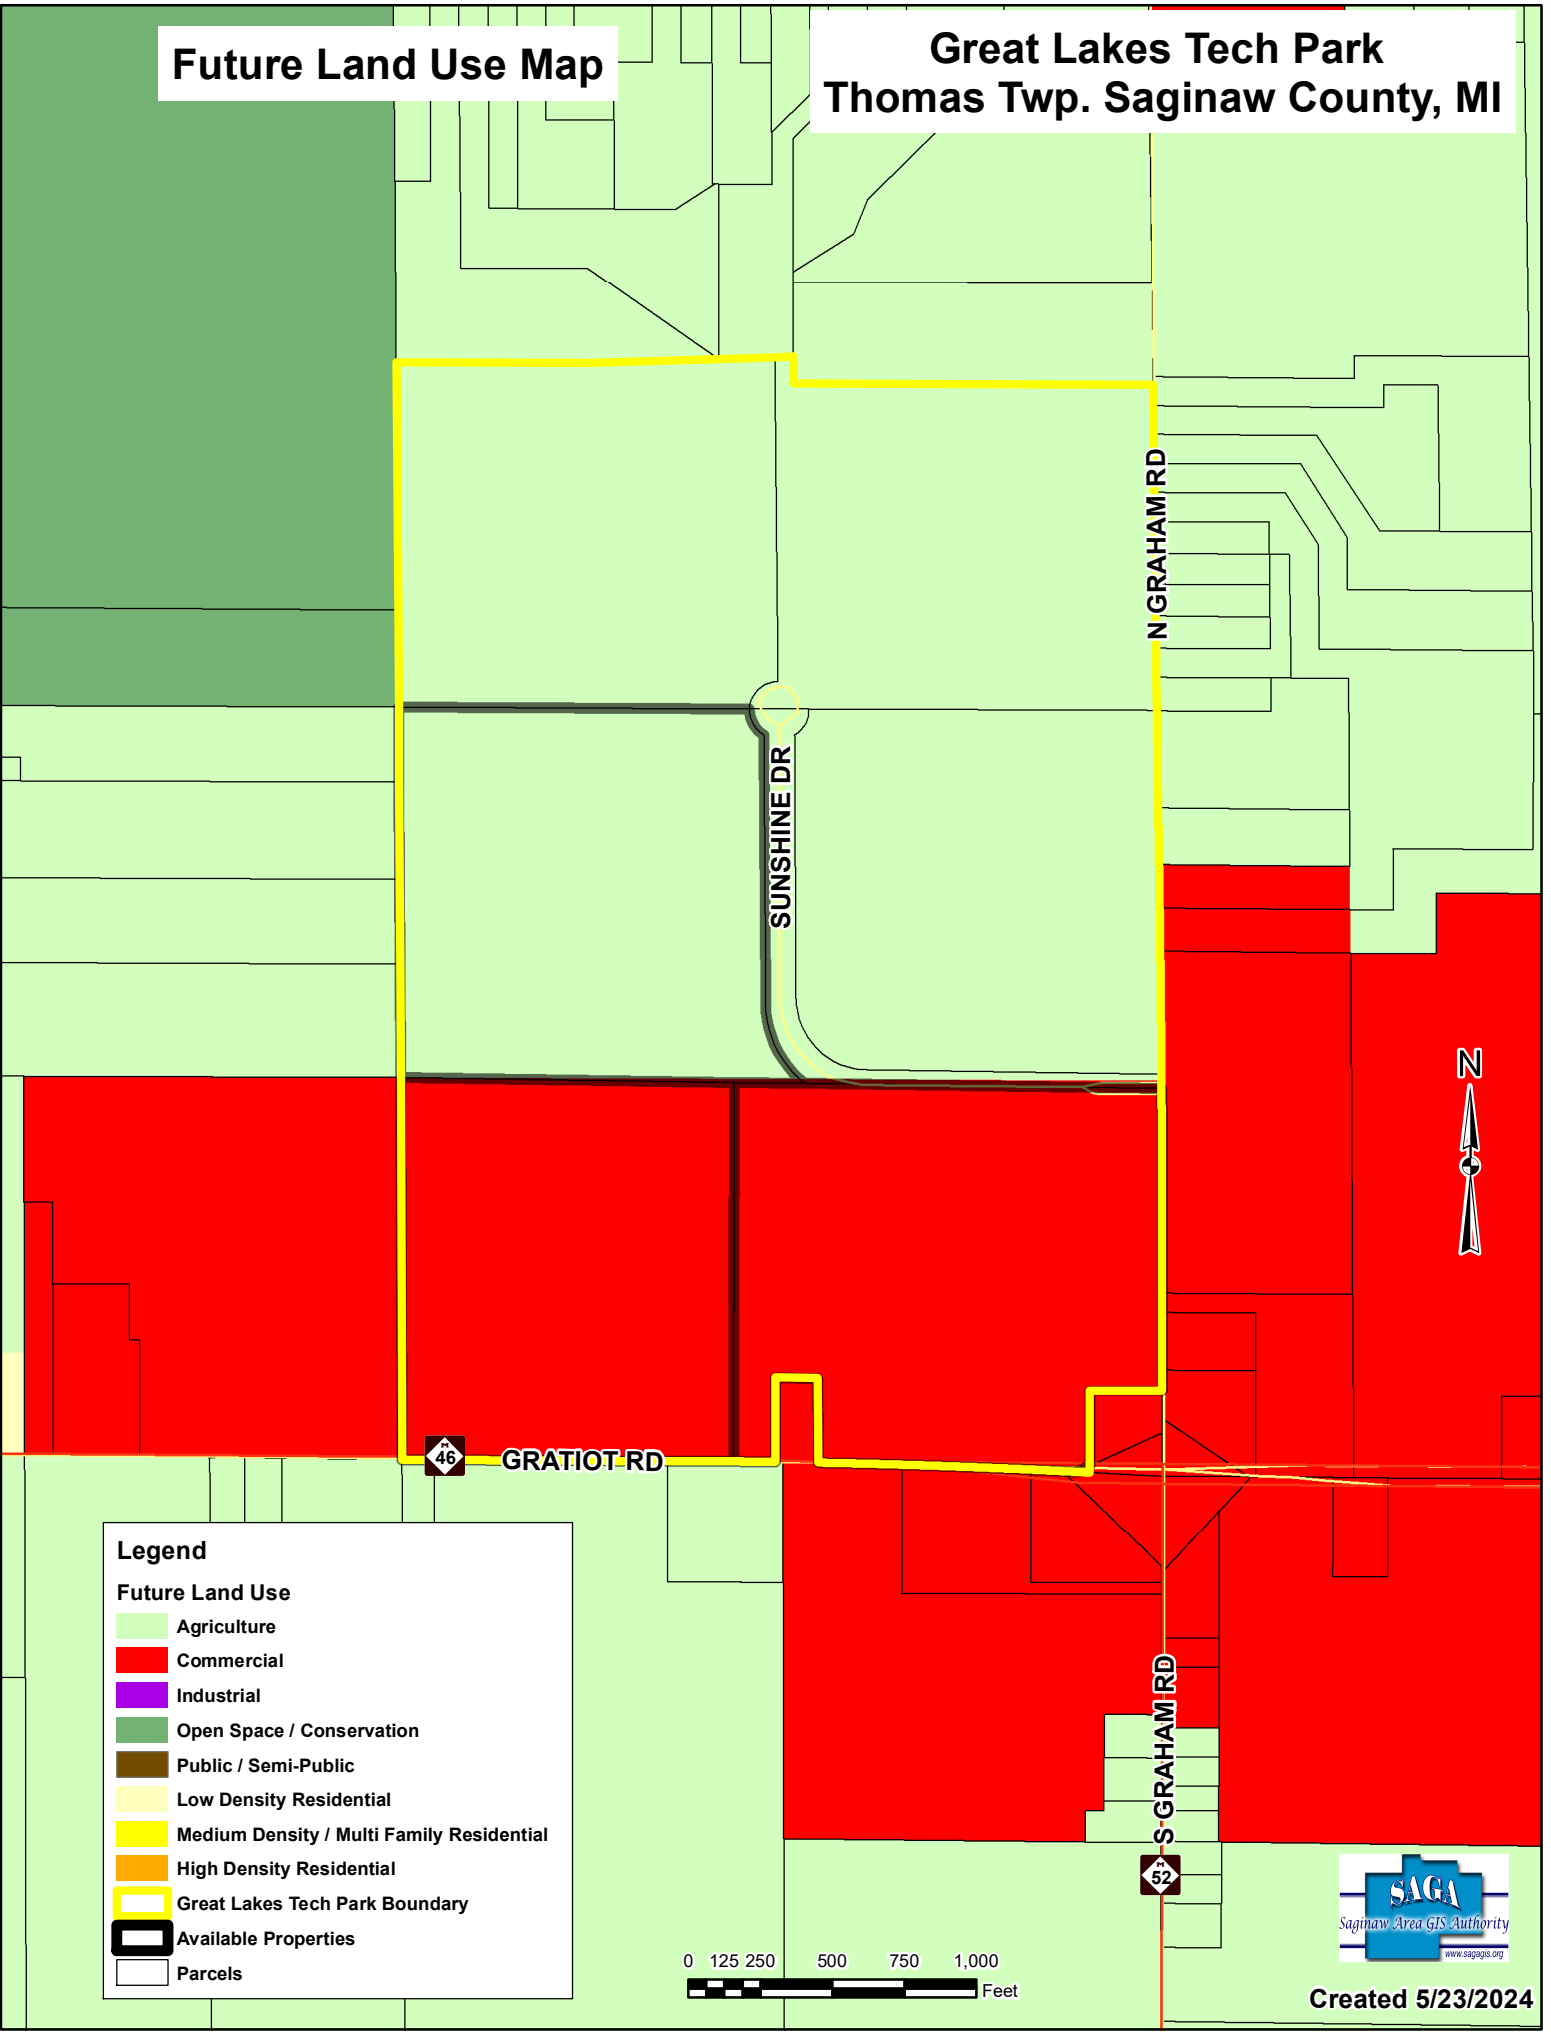 Future Land Use Map
Great Lakes Tech Park
Thomas Twp. Saginaw County, MI
N GRAHAM RD
SUNSHINE DR
N
M
46
GRATIOT RD
Legend
Future Land Use
Agriculture
Commercial
Industrial
Open Space / Conservation
Public / Semi-Public
Low Density Residential
Medium Density / Multi Family Residential
High Density Residential
Great Lakes Tech Park Boundary
Available Properties
Parcels
S GRAHAM RD
M
52
0 125 250 500 750 1,000
Feet
SAGA
Saginaw Area GIS Authority
www.sagagis.org
Created 5/23/2024